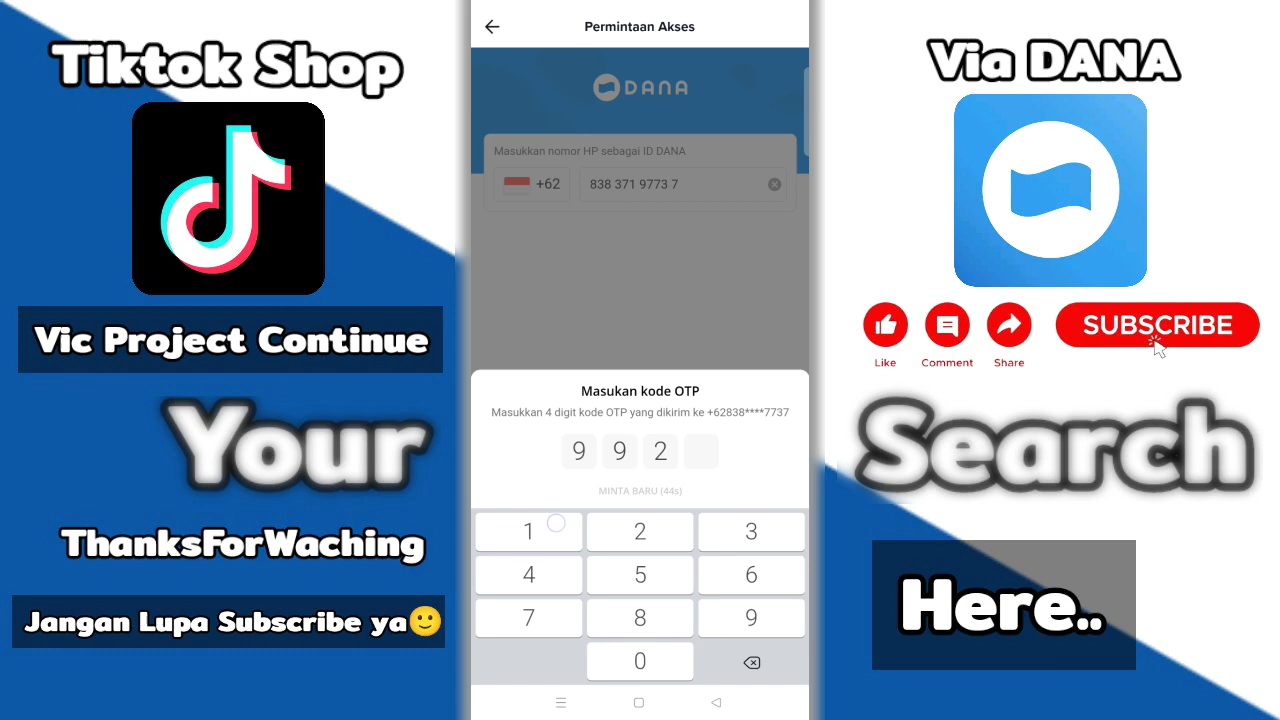 Tiktok Shop
Vic Project Continue
Your
ThanksForWaching
Jangan Lupa Subscribe ya🙂
Permintaan Akses
DANA
Masukkan nomor HP sebagai ID DANA
+62
838 371 9773 7
Masukan kode OTP
Masukkan 4 digit kode OTP yang dikirim ke +62838****7737
9 9 2
MINTA BARU (44s)
1 2 3
4 5 6
7 8 9
0
Via DANA
SUBSCRIBE
Like Comment Share
Search
Here..